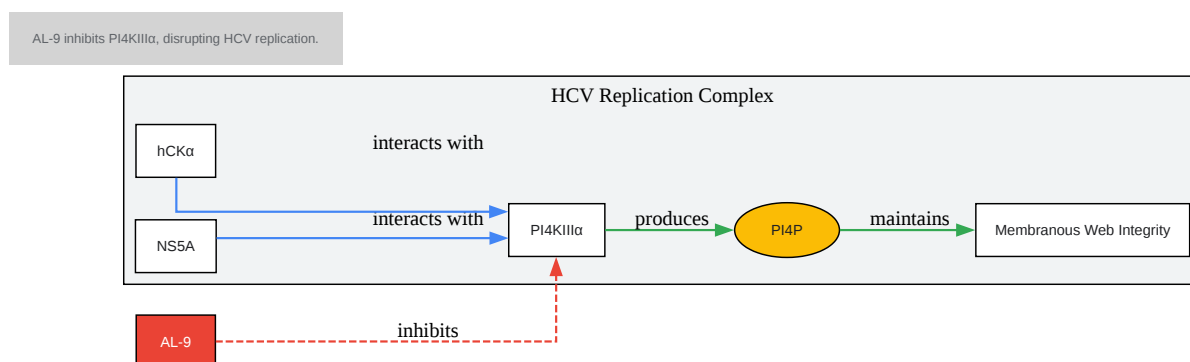 AL-9 inhibits PI4KIIIα, disrupting HCV replication.
HCV Replication Complex
hCKα
interacts with
interacts with
NS5A
PI4KIIIα
produces
PI4P
maintains
Membranous Web Integrity
AL-9
inhibits